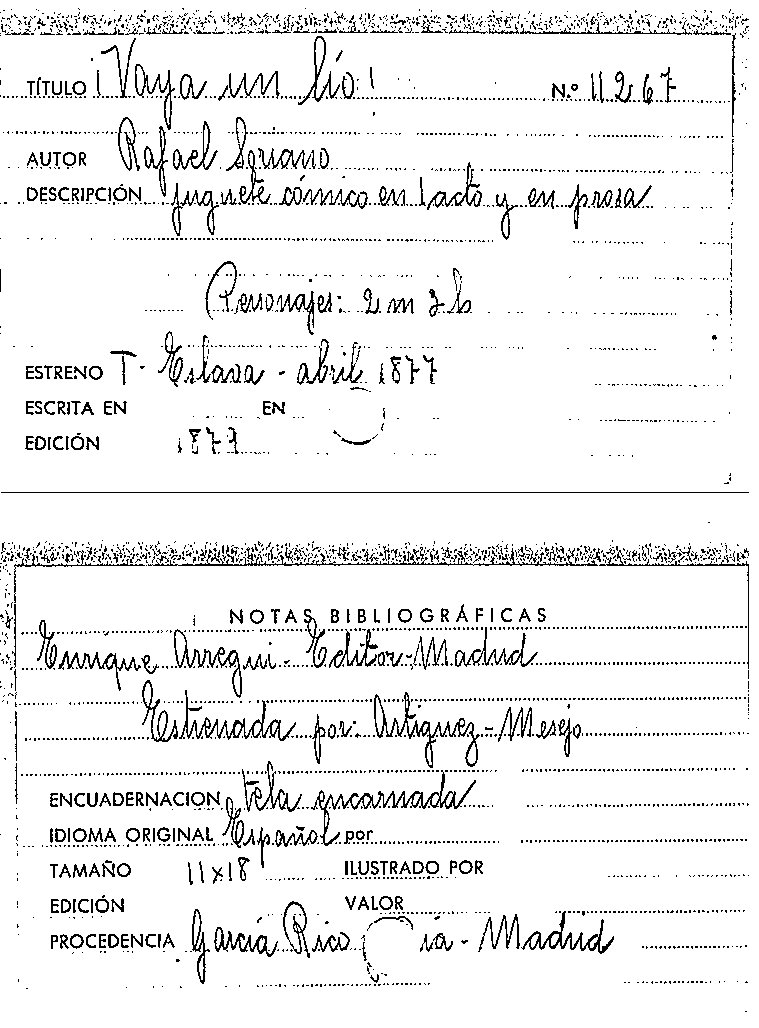 TÍTULO ¡Vaya un lío! N.º 11267
AUTOR Rafael Soriano
DESCRIPCIÓN juguete cómico en 1 acto y en prosa
Personajes: 2 m 3 h
ESTRENO T. Eslava - abril 1877
ESCRITA EN EN
EDICIÓN 1877
NOTAS BIBLIOGRÁFICAS
Enrique Arregui - Editor - Madrid
Estrenada por: Artiguez - Mesejo
ENCUADERNACION tela encarnada
IDIOMA ORIGINAL Español por
TAMAÑO 11x18 ILUSTRADO POR
EDICIÓN VALOR
PROCEDENCIA García Rico Cía - Madrid